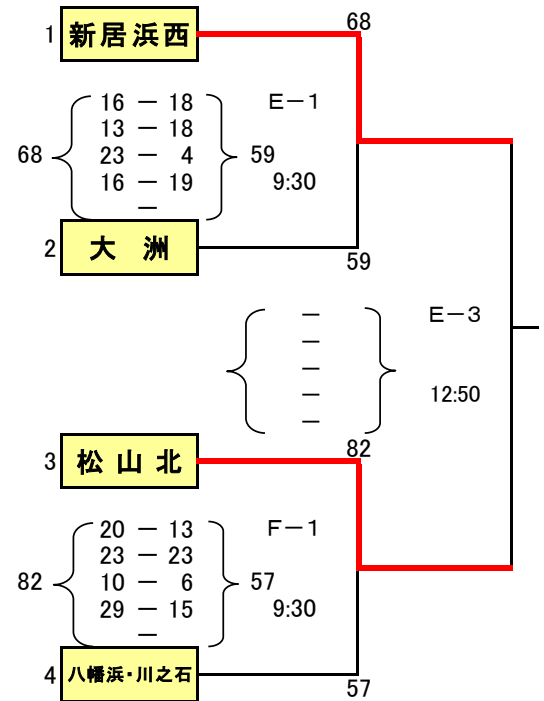 68
1 新居浜西
16 － 18 E－1
13 － 18
68 23 － 4 59
16 － 19 9:30
－
2 大 洲
59
－ E－3
－
－
－ 12:50
－
82
3 松山北
20 － 13 F－1
23 － 23
82 10 － 6 57
29 － 15 9:30
－
4 八幡浜・川之石
57